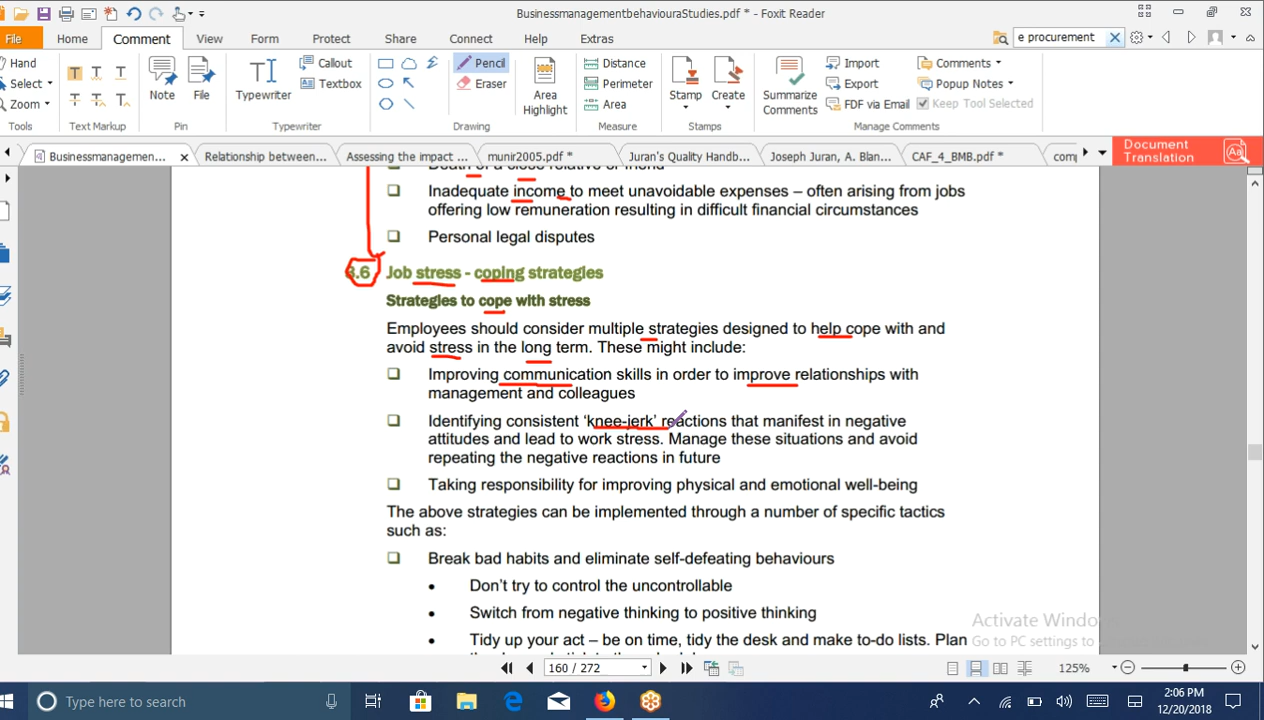 BusinessmanagementbehaviouraStudies.pdf * - Foxit Reader
File Home Comment View Form Protect Share Connect Help Extras
e procurement
Hand
Select
Zoom
Tools
Text Markup
Note
File
Pin
Typewriter
Callout
Textbox
Typewriter
Pencil
Eraser
Area
Highlight
Drawing
Distance
Perimeter
Area
Measure
Stamp
Create
Stamps
Summarize
Comments
Import
Export
FDF via Email
Comments
Popup Notes
Keep Tool Selected
Manage Comments
Businessmanagemen...
Relationship between...
Assessing the impact ...
munir2005.pdf *
Juran's Quality Handb...
Joseph Juran, A. Blan...
CAF_4_BMB.pdf *
Document
Translation
Death of a close relative or friend
Inadequate income to meet unavoidable expenses – often arising from jobs
offering low remuneration resulting in difficult financial circumstances
Personal legal disputes
3.6 Job stress - coping strategies
Strategies to cope with stress
Employees should consider multiple strategies designed to help cope with and
avoid stress in the long term. These might include:
Improving communication skills in order to improve relationships with
management and colleagues
Identifying consistent ‘knee-jerk’ reactions that manifest in negative
attitudes and lead to work stress. Manage these situations and avoid
repeating the negative reactions in future
Taking responsibility for improving physical and emotional well-being
The above strategies can be implemented through a number of specific tactics
such as:
Break bad habits and eliminate self-defeating behaviours
• Don’t try to control the uncontrollable
• Switch from negative thinking to positive thinking
• Tidy up your act – be on time, tidy the desk and make to-do lists. Plan
Activate Windows
Go to PC settings to
160 / 272
125%
Type here to search
2:06 PM
12/20/2018